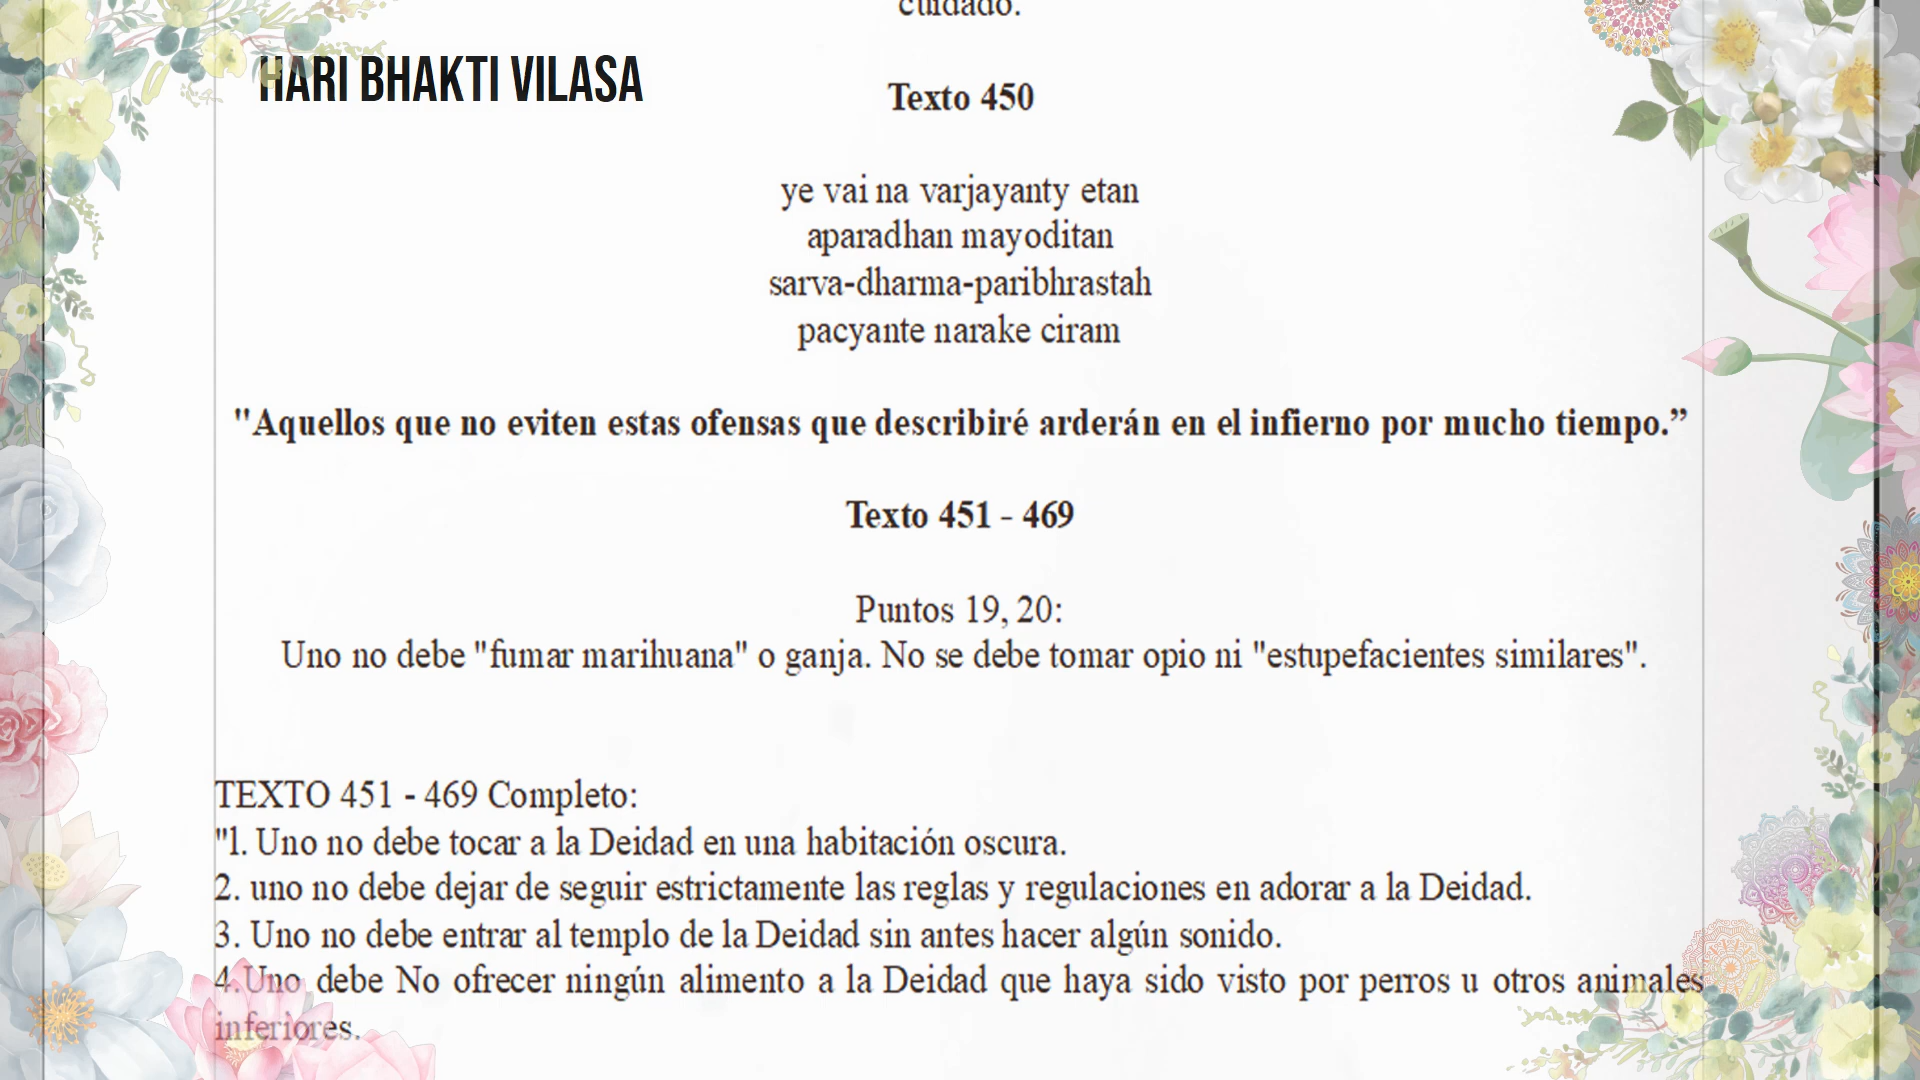 cuidado.
HARI BHAKTI VILASA
Texto 450
ye vai na varjayanty etan
aparadhan mayoditan
sarva-dharma-paribhrastah
pacyante narake ciram
"Aquellos que no eviten estas ofensas que describiré arderán en el infierno por mucho tiempo.”
Texto 451 - 469
Puntos 19, 20:
Uno no debe "fumar marihuana" o ganja. No se debe tomar opio ni "estupefacientes similares".
TEXTO 451 - 469 Completo:
"l. Uno no debe tocar a la Deidad en una habitación oscura.
2. uno no debe dejar de seguir estrictamente las reglas y regulaciones en adorar a la Deidad.
3. Uno no debe entrar al templo de la Deidad sin antes hacer algún sonido.
4.Uno debe No ofrecer ningún alimento a la Deidad que haya sido visto por perros u otros animales
inferiores.